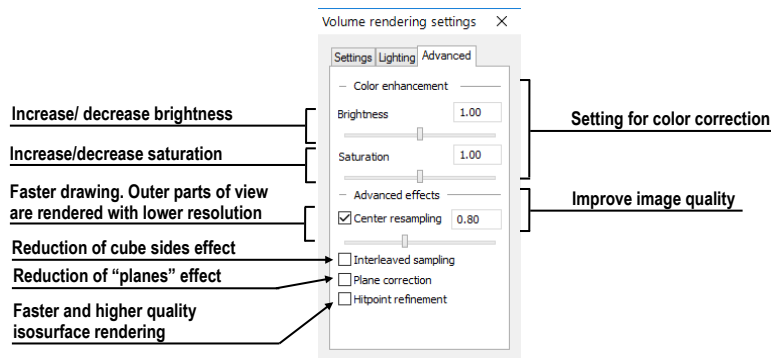 Volume rendering settings
Settings Lighting Advanced
Color enhancement
Increase/ decrease brightness
Brightness 1.00
Setting for color correction
Increase/decrease saturation
Saturation 1.00
Faster drawing. Outer parts of view
are rendered with lower resolution
Advanced effects
Improve image quality
Center resampling 0.80
Reduction of cube sides effect
Interleaved sampling
Reduction of “planes” effect
Plane correction
Faster and higher quality
isosurface rendering
Hitpoint refinement